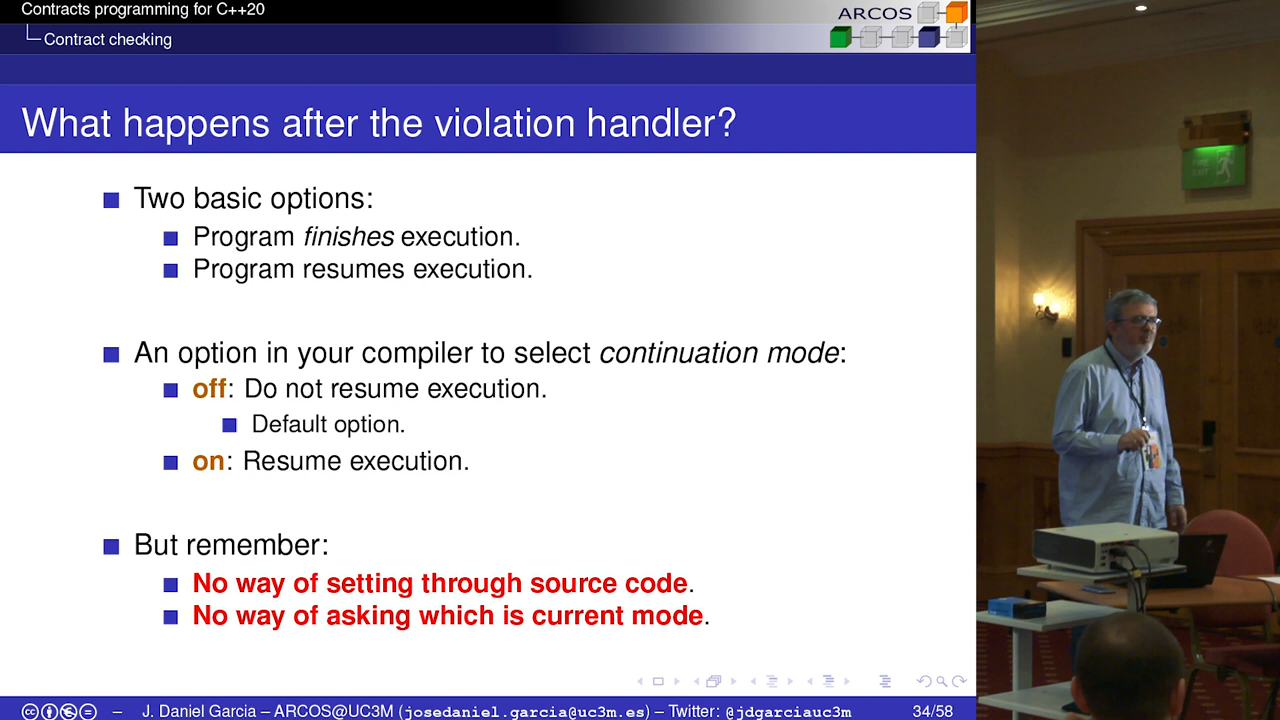 Contracts programming for C++20
Contract checking
ARCOS
What happens after the violation handler?
Two basic options:
Program finishes execution.
Program resumes execution.
An option in your compiler to select continuation mode:
off: Do not resume execution.
Default option.
on: Resume execution.
But remember:
No way of setting through source code.
No way of asking which is current mode.
FIRE EXIT
cc – J. Daniel Garcia – ARCOS@UC3M (josedaniel.garcia@uc3m.es) – Twitter: @jdgarciauc3m 34/58